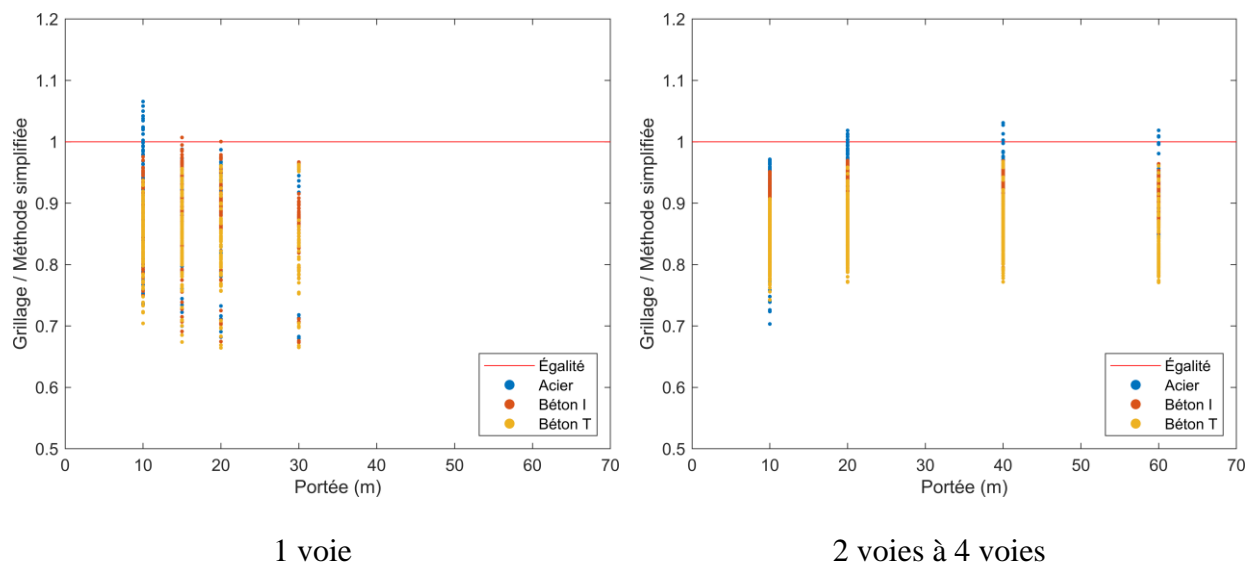 1.2
1.1
1
0.9
0.8
0.7
0.6
0.5
0 10 20 30 40 50 60 70
Grillage / Méthode simplifiée
Portée (m)
Égalité
Acier
Béton I
Béton T
1 voie
1.2
1.1
1
0.9
0.8
0.7
0.6
0.5
0 10 20 30 40 50 60 70
Grillage / Méthode simplifiée
Portée (m)
Égalité
Acier
Béton I
Béton T
2 voies à 4 voies